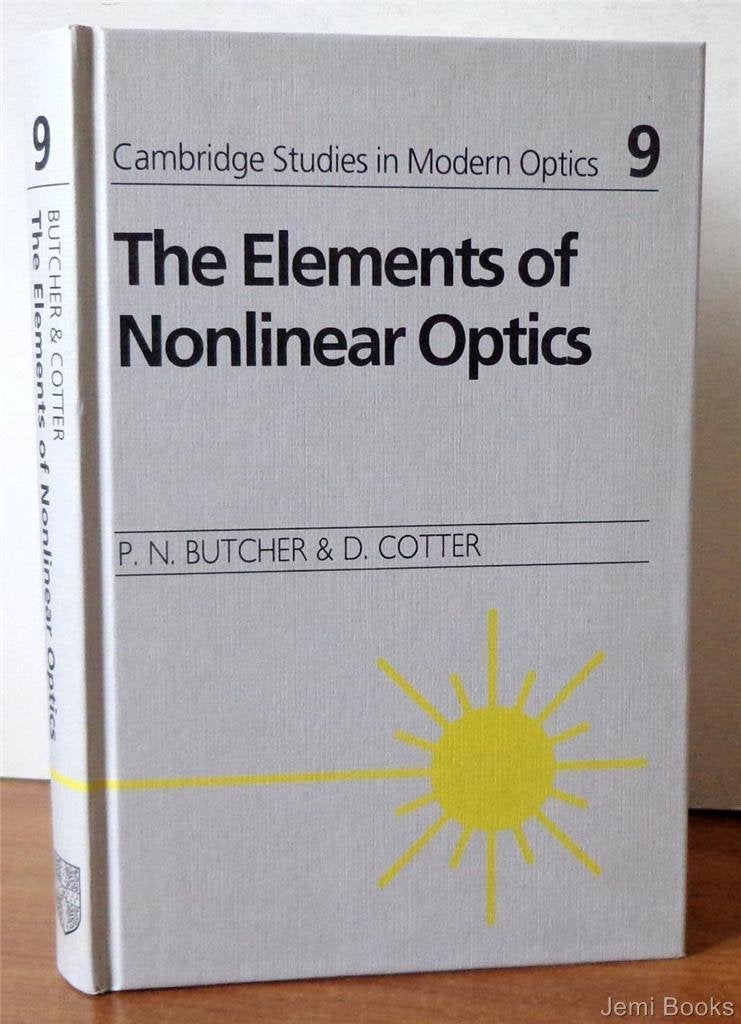 9
BUTCHER & COTTER
The Elements of Nonlinear Optics
Cambridge Studies in Modern Optics 9
The Elements of
Nonlinear Optics
P. N. BUTCHER & D. COTTER
Jemi Books